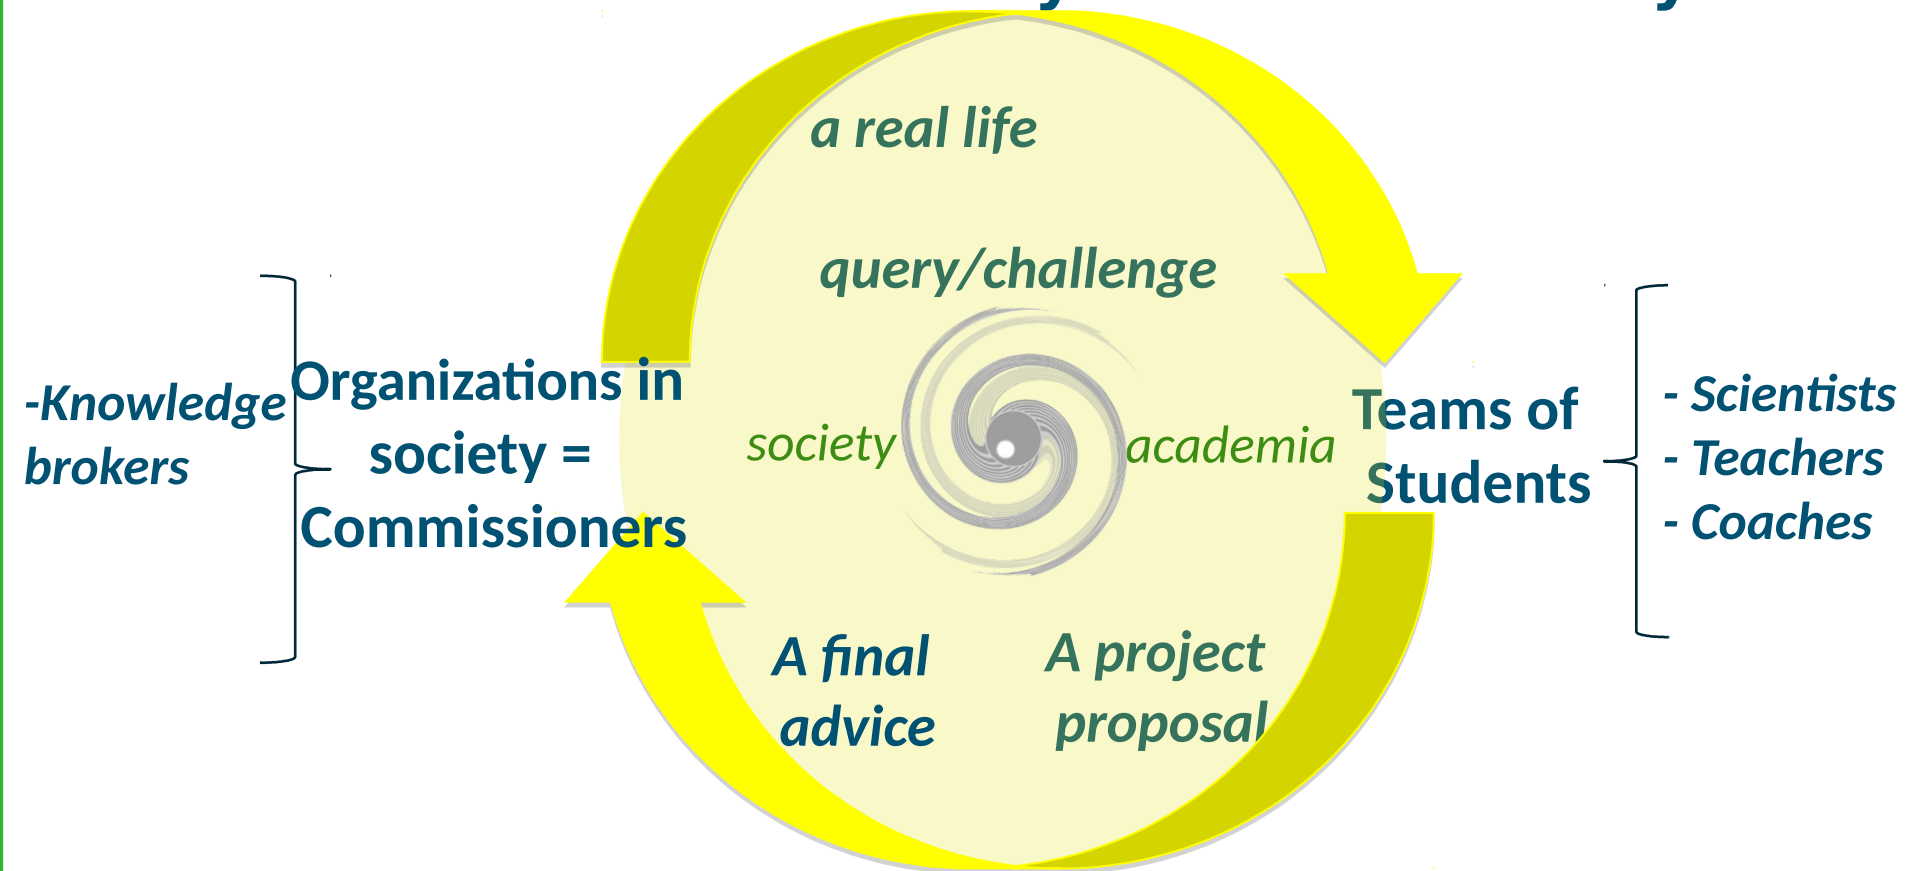 a real life
query/challenge
-Knowledge
brokers
Organizations in
society =
Commissioners
society
academia
Teams of
Students
- Scientists
- Teachers
- Coaches
A final
advice
A project
proposal